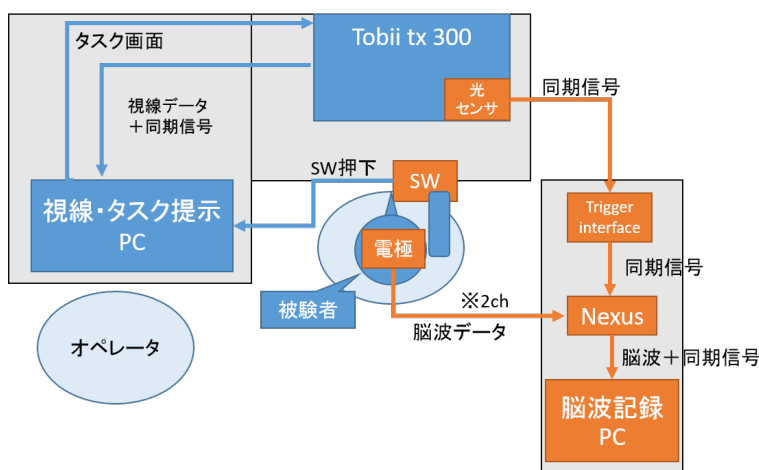 タスク画面
Tobii tx 300
光
センサ
同期信号
視線データ
＋同期信号
SW押下
SW
視線・タスク提示
PC
Trigger
interface
電極
同期信号
被験者
※2ch
Nexus
脳波データ
オペレータ
脳波＋同期信号
脳波記録
PC